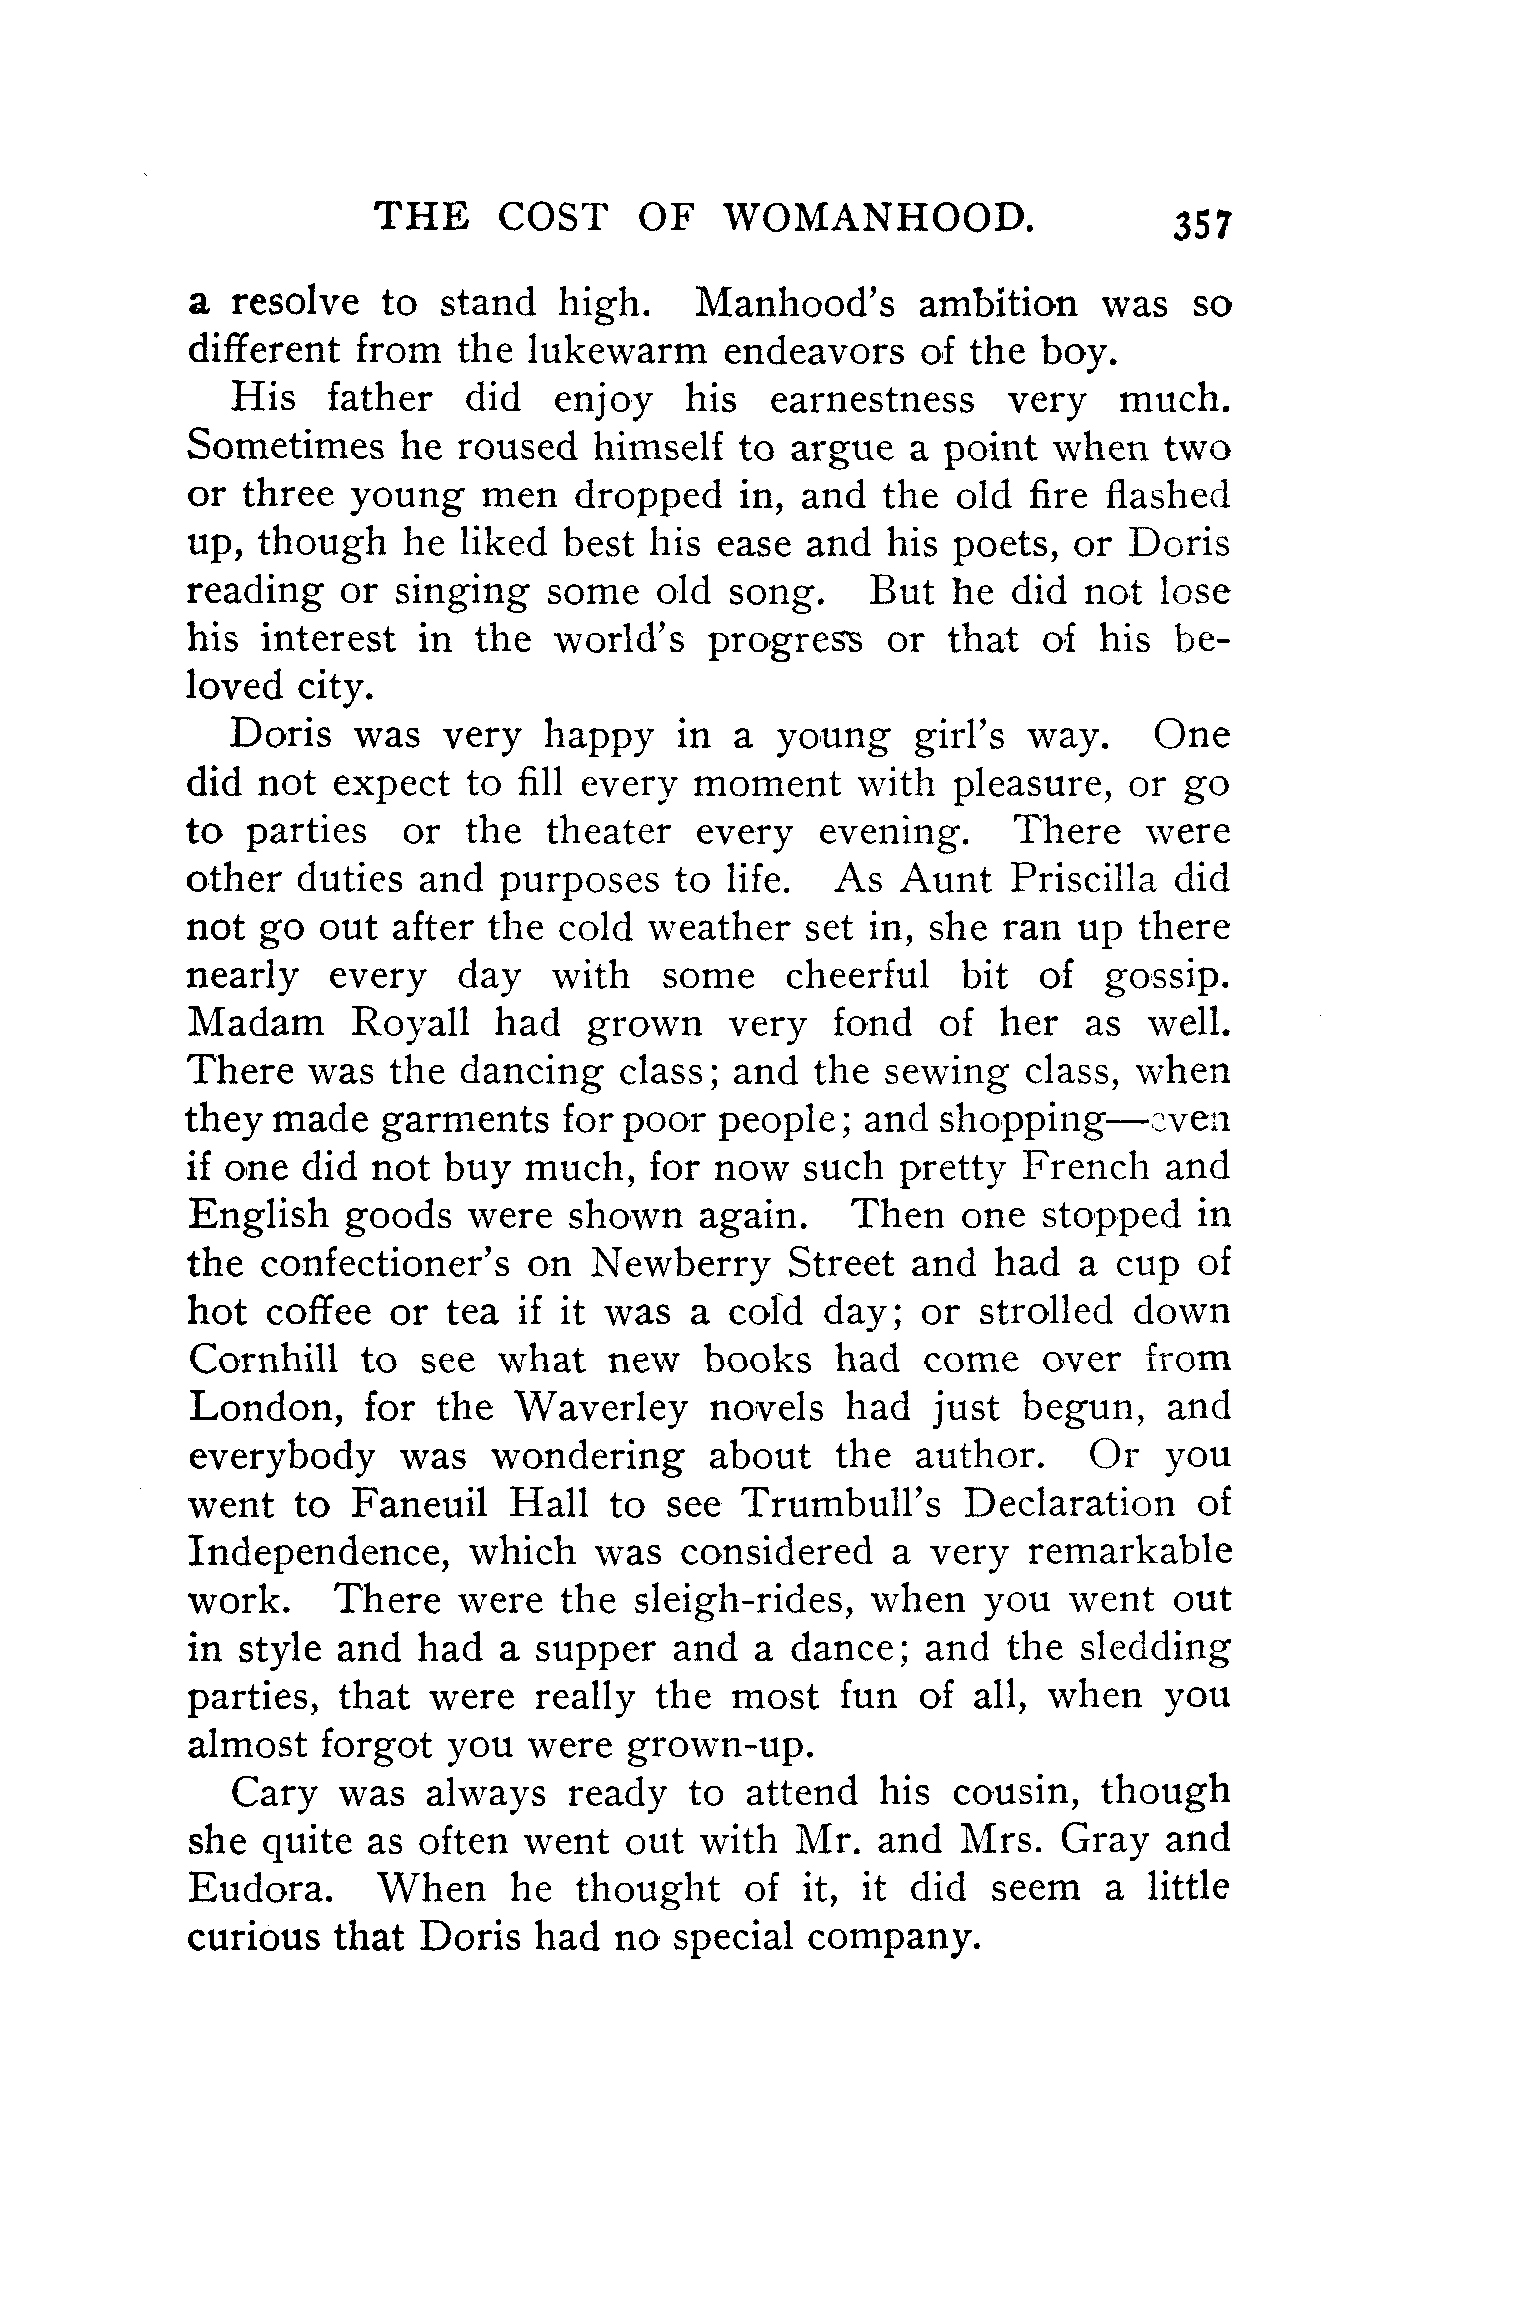 THE COST OF WOMANHOOD. 357
a resolve to stand high. Manhood's ambition was so
different from the lukewarm endeavors of the boy.
His father did enjoy his earnestness very much.
Sometimes he roused himself to argue a point when two
or three young men dropped in, and the old fire flashed
up, though he liked best his ease and his poets, or Doris
reading or singing some old song. But he did not lose
his interest in the world's progress or that of his be-
loved city.
Doris was very happy in a young girl's way. One
did not expect to fill every moment with pleasure, or go
to parties or the theater every evening. There were
other duties and purposes to life. As Aunt Priscilla did
not go out after the cold weather set in, she ran up there
nearly every day with some cheerful bit of gossip.
Madam Royall had grown very fond of her as well.
There was the dancing class; and the sewing class, when
they made garments for poor people; and shopping—even
if one did not buy much, for now such pretty French and
English goods were shown again. Then one stopped in
the confectioner's on Newberry Street and had a cup of
hot coffee or tea if it was a cold day; or strolled down
Cornhill to see what new books had come over from
London, for the Waverley novels had just begun, and
everybody was wondering about the author. Or you
went to Faneuil Hall to see Trumbull's Declaration of
Independence, which was considered a very remarkable
work. There were the sleigh-rides, when you went out
in style and had a supper and a dance; and the sledding
parties, that were really the most fun of all, when you
almost forgot you were grown-up.
Cary was always ready to attend his cousin, though
she quite as often went out with Mr. and Mrs. Gray and
Eudora. When he thought of it, it did seem a little
curious that Doris had no special company.